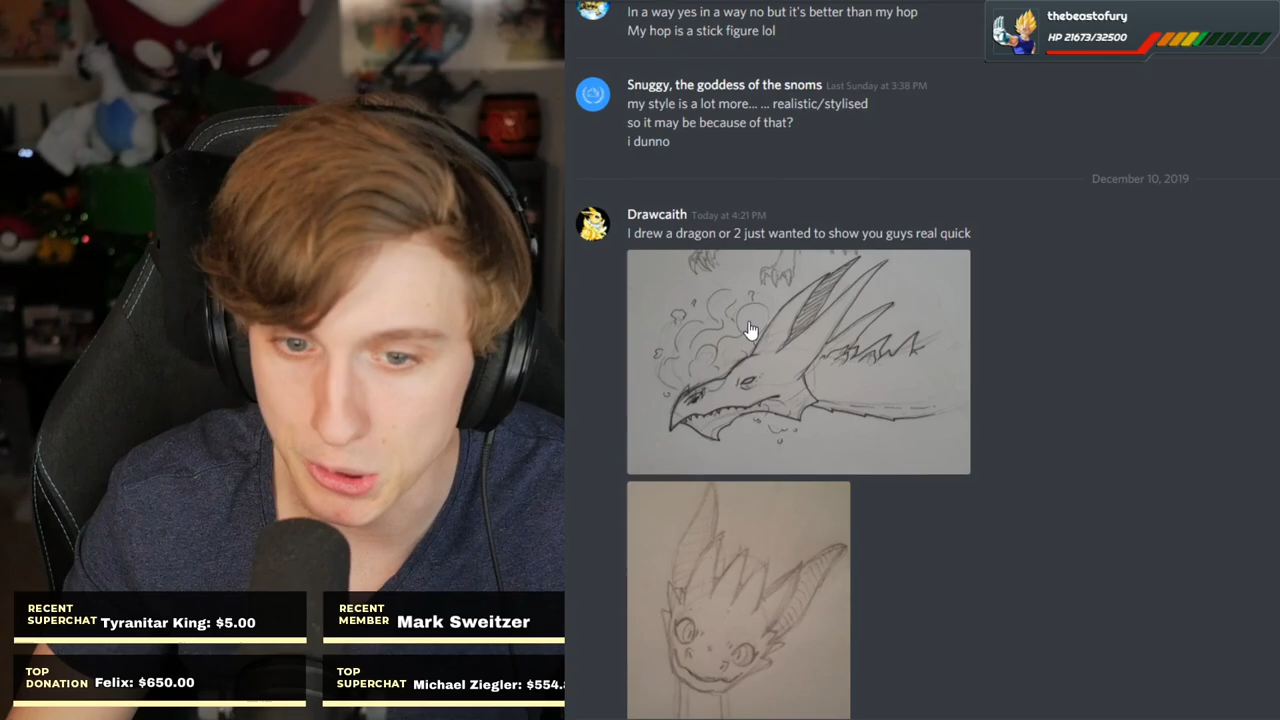 In a way yes in a way no but it's better than my hop
My hop is a stick figure lol
thebeastofury
HP 21673/32500
Snuggy, the goddess of the snoms Last Sunday at 3:38 PM
my style is a lot more... ... realistic/stylised
so it may be because of that?
i dunno
December 10, 2019
Drawcaith Today at 4:21 PM
I drew a dragon or 2 just wanted to show you guys real quick
RECENT SUPERCHAT Tyranitar King: $5.00
RECENT MEMBER Mark Sweitzer
TOP DONATION Felix: $650.00
TOP SUPERCHAT Michael Ziegler: $554.